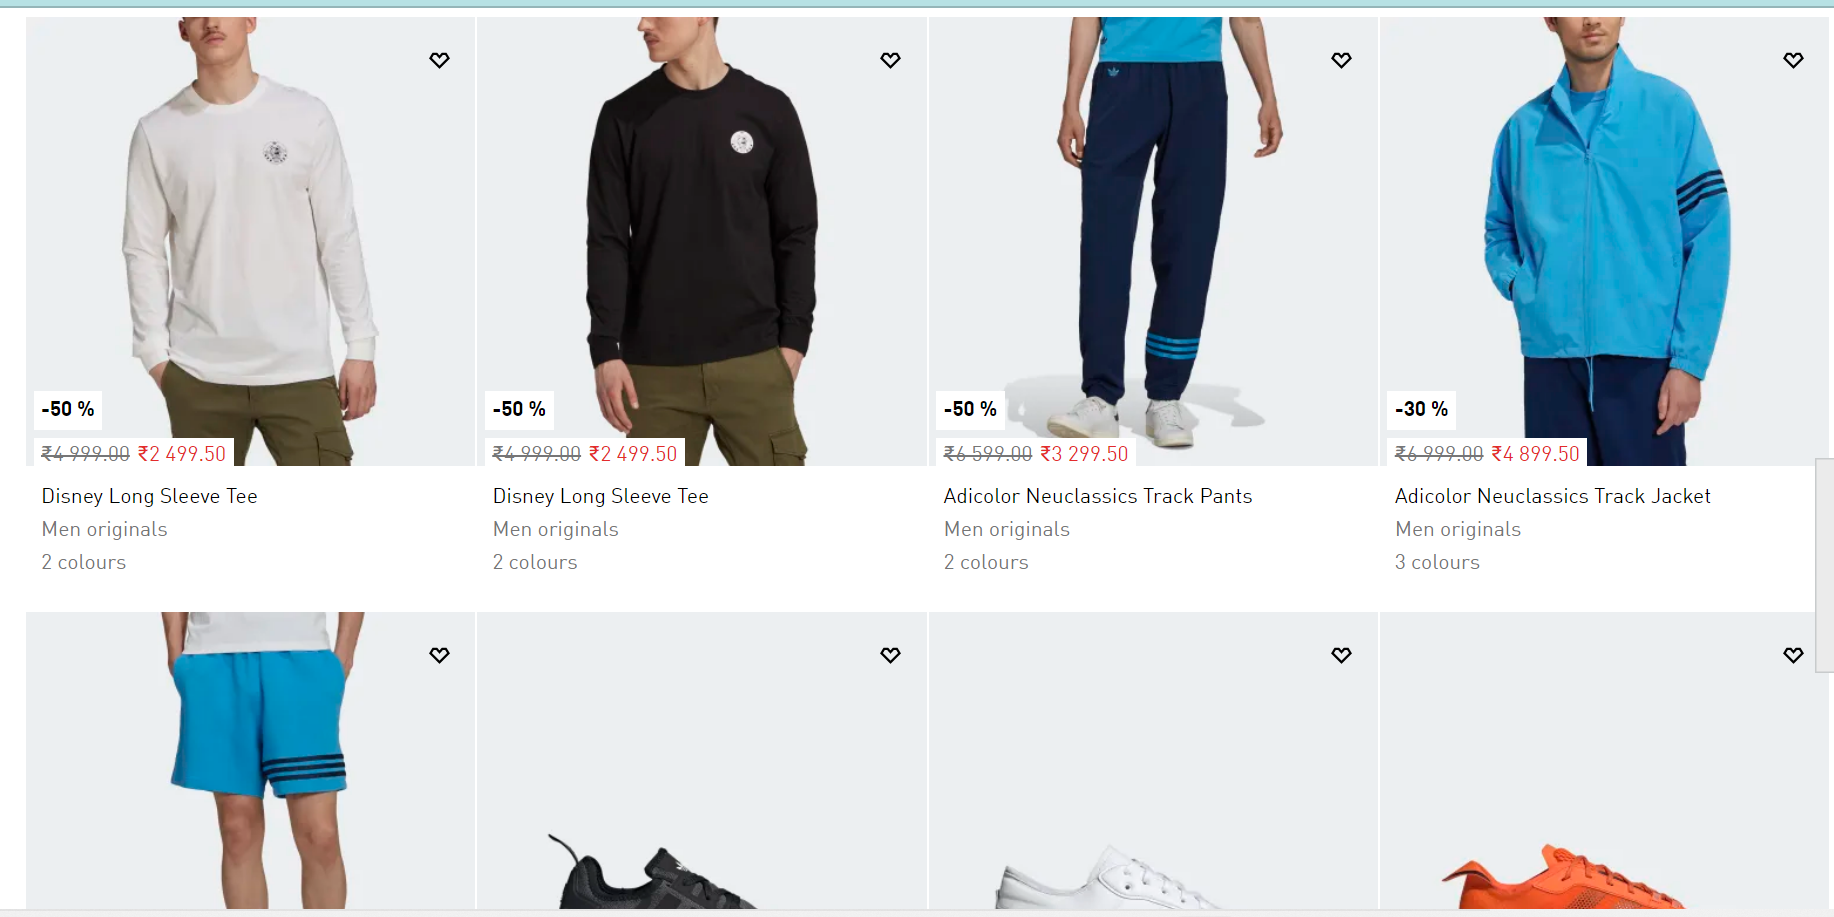 -50 %
₹4 999.00 ₹2 499.50
Disney Long Sleeve Tee
Men originals
2 colours
-50 %
₹4 999.00 ₹2 499.50
Disney Long Sleeve Tee
Men originals
2 colours
-50 %
₹6 599.00 ₹3 299.50
Adicolor Neuclassics Track Pants
Men originals
2 colours
-30 %
₹6 999.00 ₹4 899.50
Adicolor Neuclassics Track Jacket
Men originals
3 colours